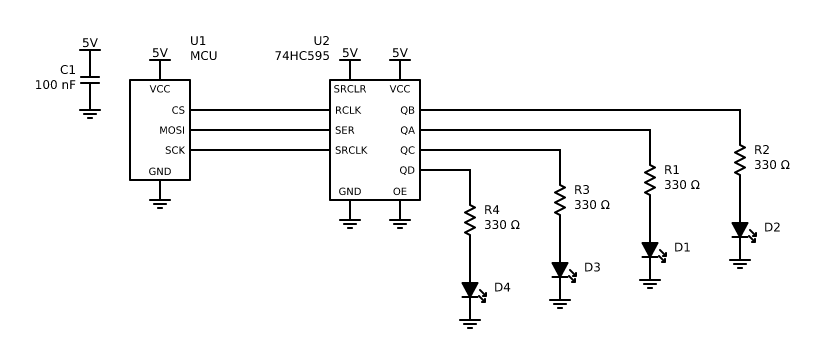 5V
C1
100 nF
U1
MCU
5V
VCC
CS
MOSI
SCK
GND
U2
74HC595
5V
5V
SRCLR
VCC
RCLK
SER
SRCLK
QB
QA
QC
QD
GND
OE
R4
330 Ω
D4
R3
330 Ω
D3
R1
330 Ω
D1
R2
330 Ω
D2